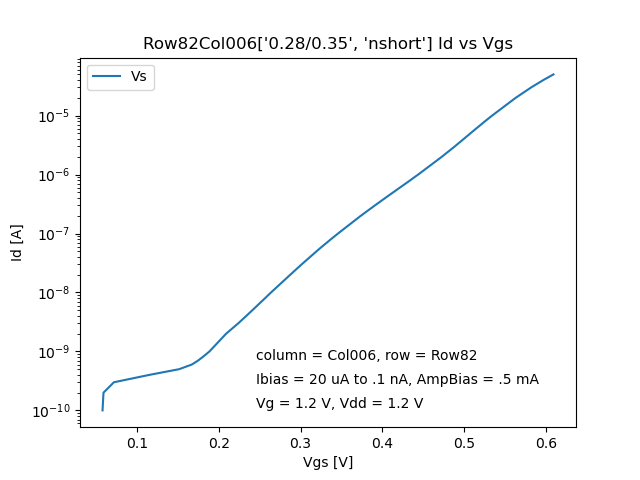 Row82Col006['0.28/0.35', 'nshort'] Id vs Vgs
Vs
10⁻⁵
10⁻⁶
10⁻⁷
10⁻⁸
10⁻⁹
10⁻¹⁰
Id [A]
column = Col006, row = Row82
Ibias = 20 uA to .1 nA, AmpBias = .5 mA
Vg = 1.2 V, Vdd = 1.2 V
0.1 0.2 0.3 0.4 0.5 0.6
Vgs [V]